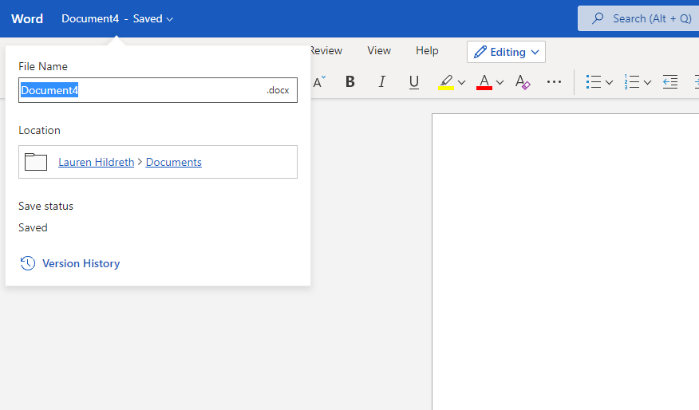 Word Document4 - Saved Search (Alt + Q)
Review View Help Editing
A B I U A A
File Name
Document4 .docx
Location
Lauren Hildreth > Documents
Save status
Saved
Version History